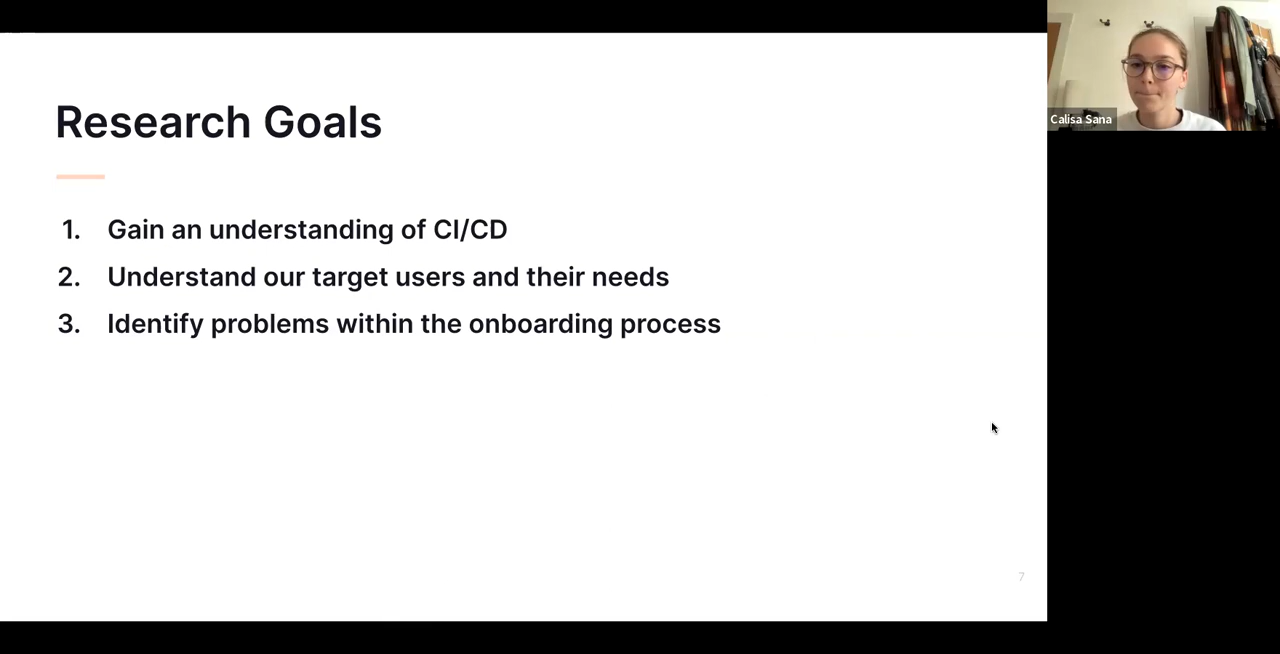 Research Goals
1. Gain an understanding of CI/CD
2. Understand our target users and their needs
3. Identify problems within the onboarding process
7
Calisa Sana